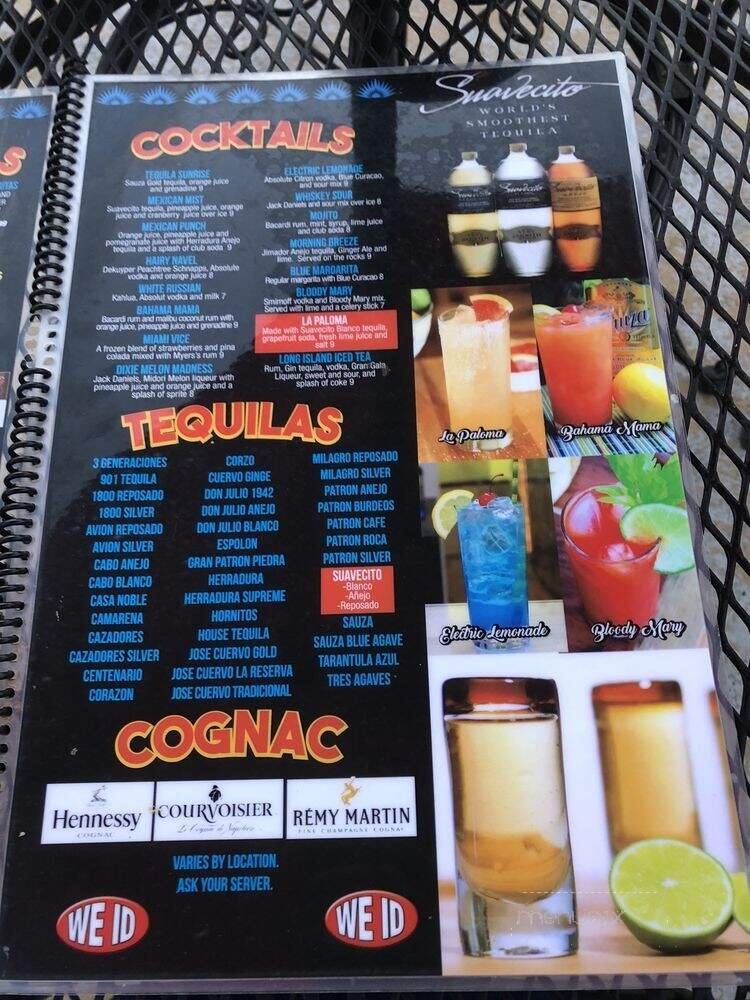 COCKTAILS
TEQUILA SUNRISE
Sauza Gold tequila, orange juice
and grenadine 9
MEXICAN MIST
Suavecito tequila, pineapple juice, orange
juice and cranberry juice over ice 9
MEXICAN PUNCH
Orange juice, pineapple juice and
pomegranate juice with Herradura Anejo
tequila and a splash of club soda 9
HAIRY NAVEL
Dekuyper Peachtree Schnapps, Absolute
vodka and orange juice 8
WHITE RUSSIAN
Kahlua, Absolut vodka and milk 7
BAHAMA MAMA
Bacardi rum and malibu coconut rum with
orange juice, pineapple juice and grenadine 9
MIAMI VICE
A frozen blend of strawberries and pina
colada mixed with Myers's rum 9
DIXIE MELON MADNESS
Jack Daniels, Midori Melon liqueur with
pineapple juice and orange juice and a
splash of sprite 8
ELECTRIC LEMONADE
Absolute Citron vodka, Blue Curacao,
and sour mix 9
WHISKEY SOUR
Jack Daniels and sour mix over ice 8
MOJITO
Bacardi rum, mint, syrup, lime juice
and club soda 8
MORNING BREEZE
Jimador Anejo tequila, Ginger Ale and
lime. Served on the rocks 9
BLUE MARGARITA
Regular margarita with Blue Curacao 8
BLOODY MARY
Smirnoff vodka and Bloody Mary mix.
Served with lime and a celery stick 7
LA PALOMA
Made with Suavecito Blanco tequila,
grapefruit soda, fresh lime juice and
salt 9
LONG ISLAND ICED TEA
Rum, Gin tequila, vodka, Gran Gala
Liqueur, sweet and sour, and
splash of coke 9
Suavecito
WORLD'S
SMOOTHEST
TEQUILA
La Paloma
Bahama Mama
Electric Lemonade
Bloody Mary
TEQUILAS
3 GENERACIONES
901 TEQUILA
1800 REPOSADO
1800 SILVER
AVION REPOSADO
AVION SILVER
CABO ANEJO
CABO BLANCO
CASA NOBLE
CAMARENA
CAZADORES
CAZADORES SILVER
CENTENARIO
CORAZON
CORZO
CUERVO GINGE
DON JULIO 1942
DON JULIO ANEJO
DON JULIO BLANCO
ESPOLON
GRAN PATRON PIEDRA
HERRADURA
HERRADURA SUPREME
HORNITOS
HOUSE TEQUILA
JOSE CUERVO GOLD
JOSE CUERVO LA RESERVA
JOSE CUERVO TRADICIONAL
MILAGRO REPOSADO
MILAGRO SILVER
PATRON ANEJO
PATRON BURDEOS
PATRON CAFE
PATRON ROCA
PATRON SILVER
SUAVECITO
-Blanco
-Añejo
-Reposado
SAUZA
SAUZA BLUE AGAVE
TARANTULA AZUL
TRES AGAVES
COGNAC
Hennessy
COGNAC
COURVOISIER
Le Cognac de Napoleon
RÉMY MARTIN
FINE CHAMPAGNE COGNAC
VARIES BY LOCATION.
ASK YOUR SERVER.
WE ID
WE ID